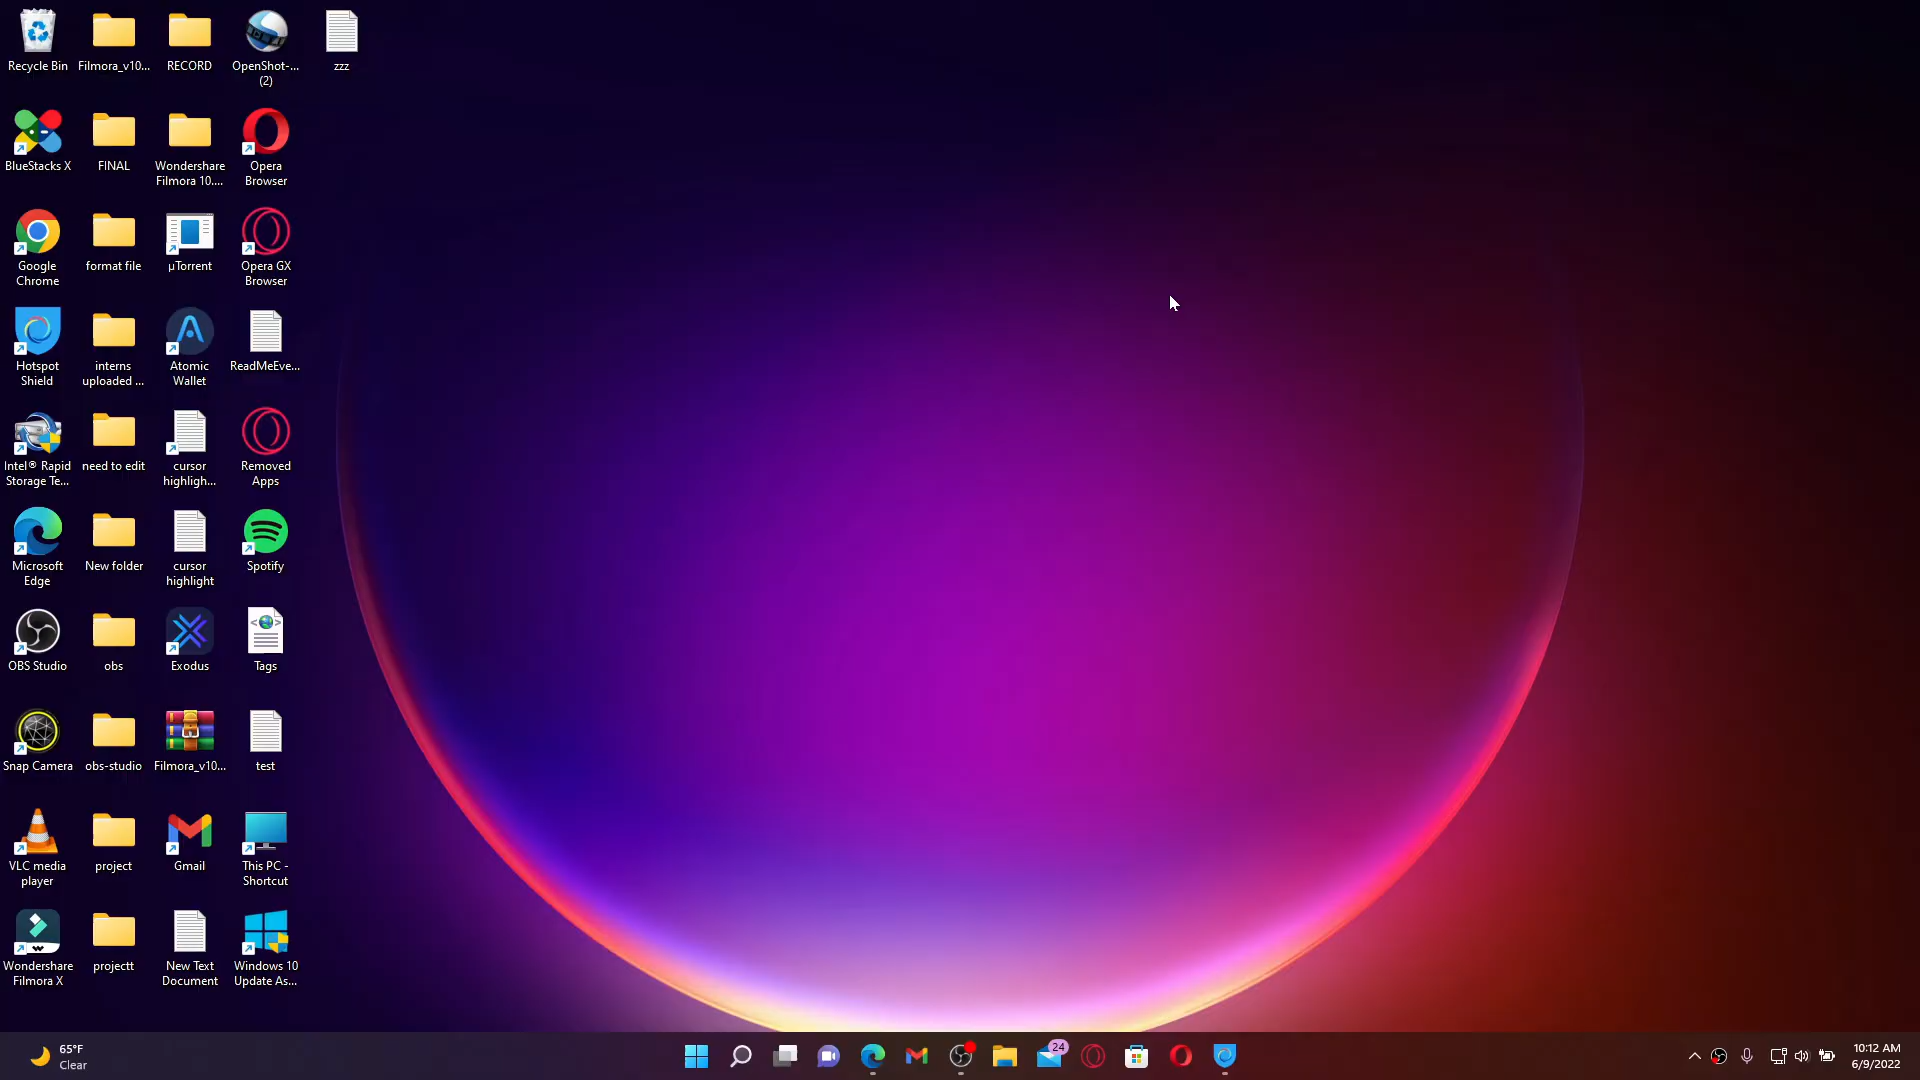 Recycle Bin
Filmora_v10...
RECORD
OpenShot-...
(2)
zzz
BlueStacks X
FINAL
Wondershare
Filmora 10....
Opera
Browser
Google
Chrome
format file
µTorrent
Opera GX
Browser
Hotspot
Shield
interns
uploaded ...
Atomic
Wallet
ReadMeEve...
Intel® Rapid
Storage Te...
need to edit
cursor
highligh...
Removed
Apps
Microsoft
Edge
New folder
cursor
highlight
Spotify
OBS Studio
obs
Exodus
Tags
Snap Camera
obs-studio
Filmora_v10...
test
VLC media
player
project
Gmail
This PC -
Shortcut
Wondershare
Filmora X
projectt
New Text
Document
Windows 10
Update As...
65°F
Clear
24
10:12 AM
6/9/2022